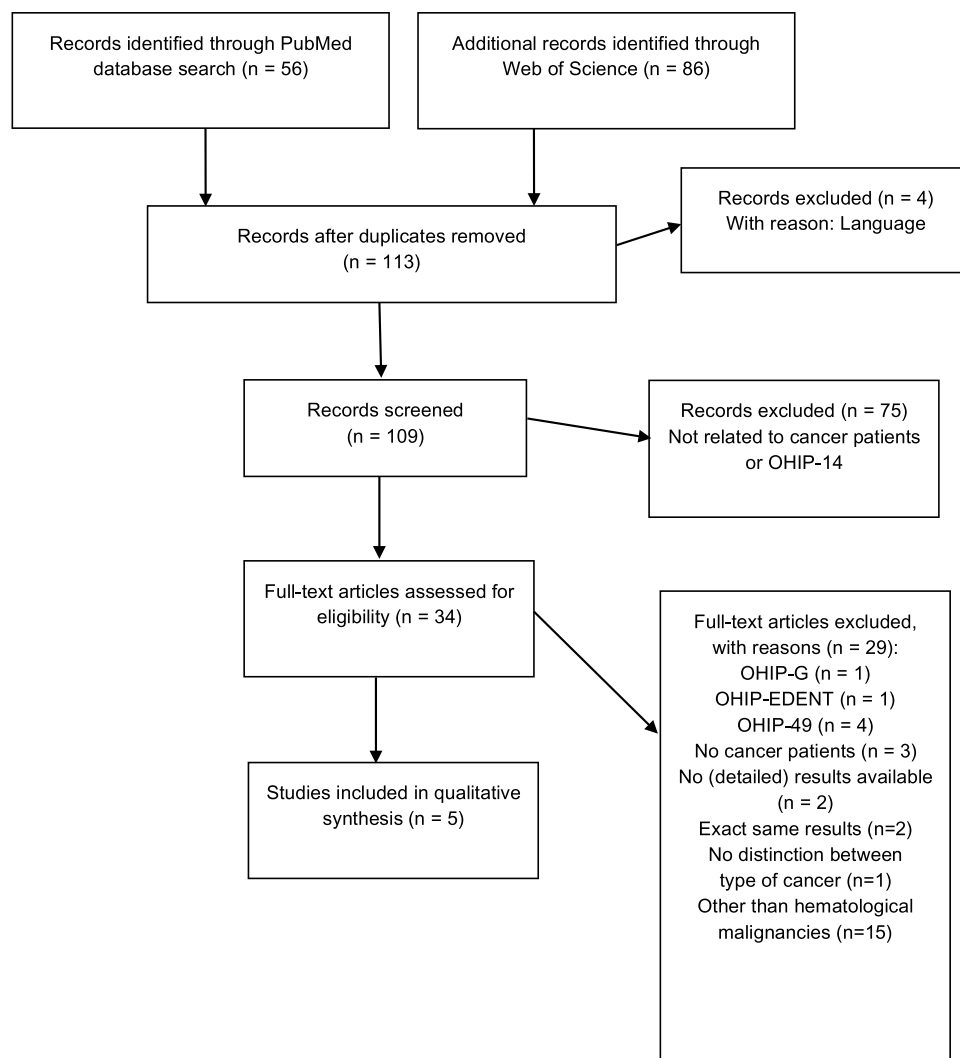 Records identified through PubMed
database search (n = 56)
Additional records identified through
Web of Science (n = 86)
Records excluded (n = 4)
With reason: Language
Records after duplicates removed
(n = 113)
Records screened
(n = 109)
Records excluded (n = 75)
Not related to cancer patients
or OHIP-14
Full-text articles assessed for
eligibility (n = 34)
Full-text articles excluded,
with reasons (n = 29):
OHIP-G (n = 1)
OHIP-EDENT (n = 1)
OHIP-49 (n = 4)
No cancer patients (n = 3)
No (detailed) results available
(n = 2)
Exact same results (n=2)
No distinction between
type of cancer (n=1)
Other than hematological
malignancies (n=15)
Studies included in qualitative
synthesis (n = 5)